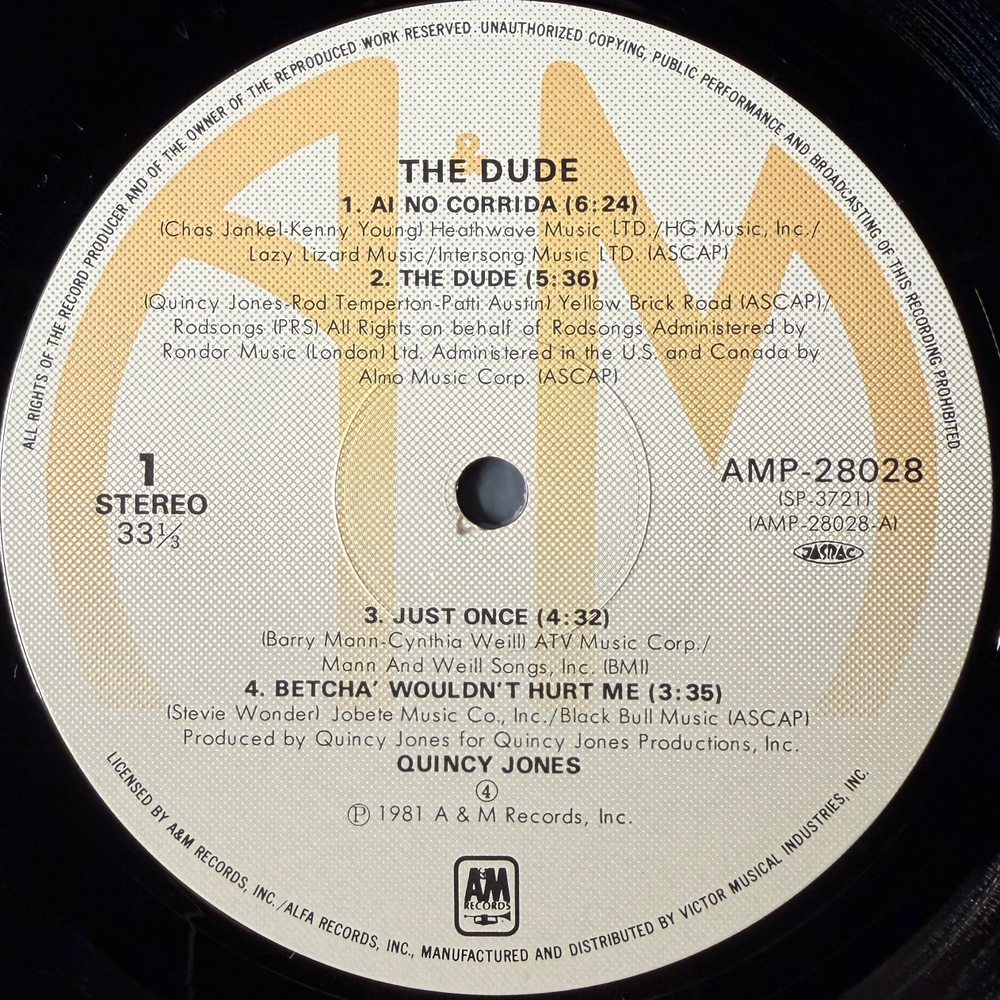 ALL RIGHTS OF THE RECORD PRODUCER AND OF THE OWNER OF THE REPRODUCED WORK RESERVED. UNAUTHORIZED COPYING, PUBLIC PERFORMANCE AND BROADCASTING OF THIS RECORDING PROHIBITED.
A&M
THE DUDE
1. AI NO CORRIDA (6:24)
(Chas Jankel-Kenny Young) Heathwave Music LTD./HG Music, Inc./
Lazy Lizard Music/Intersong Music LTD. (ASCAP)
2. THE DUDE (5:36)
(Quincy Jones-Rod Temperton-Patti Austin) Yellow Brick Road (ASCAP)/
Rodsongs (PRS) All Rights on behalf of Rodsongs Administered by
Rondor Music (London) Ltd. Administered in the U.S. and Canada by
Almo Music Corp. (ASCAP)
1
STEREO
33⅓
AMP-28028
(SP-3721)
(AMP-28028-A)
JASRAC
3. JUST ONCE (4:32)
(Barry Mann-Cynthia Weill) ATV Music Corp./
Mann And Weill Songs, Inc. (BMI)
4. BETCHA' WOULDN'T HURT ME (3:35)
(Stevie Wonder) Jobete Music Co., Inc./Black Bull Music (ASCAP)
Produced by Quincy Jones for Quincy Jones Productions, Inc.
QUINCY JONES
④
Ⓟ 1981 A & M Records, Inc.
A&M
RECORDS
LICENSED BY A&M RECORDS, INC./ALFA RECORDS, INC., MANUFACTURED AND DISTRIBUTED BY VICTOR MUSICAL INDUSTRIES, INC.